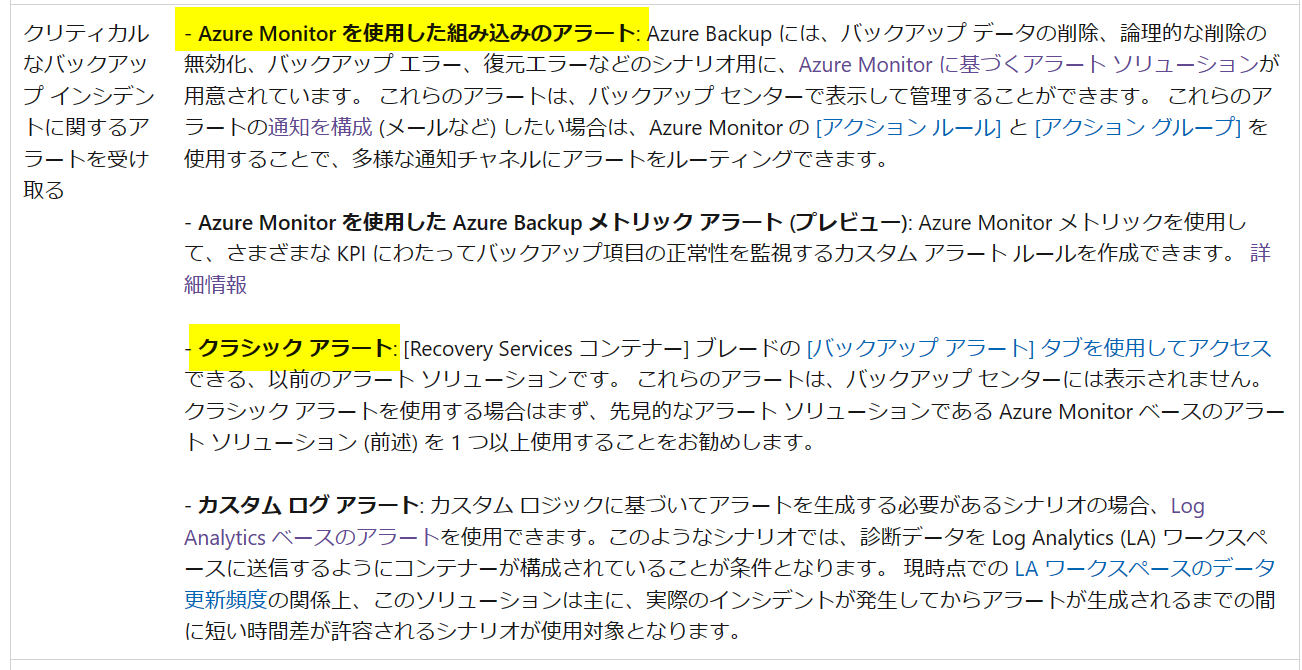 クリティカル
なバックアッ
プ インシデン
トに関するア
ラートを受け
取る
- Azure Monitor を使用した組み込みのアラート: Azure Backup には、バックアップ データの削除、論理的な削除の
無効化、バックアップ エラー、復元エラーなどのシナリオ用に、Azure Monitor に基づくアラート ソリューションが
用意されています。 これらのアラートは、バックアップ センターで表示して管理することができます。 これらのア
ラートの通知を構成 (メールなど) したい場合は、Azure Monitor の [アクション ルール] と [アクション グループ] を
使用することで、多様な通知チャネルにアラートをルーティングできます。
- Azure Monitor を使用した Azure Backup メトリック アラート (プレビュー): Azure Monitor メトリックを使用し
て、さまざまな KPI にわたってバックアップ項目の正常性を監視するカスタム アラート ルールを作成できます。 詳
細情報
- クラシック アラート: [Recovery Services コンテナー] ブレードの [バックアップ アラート] タブを使用してアクセス
できる、以前のアラート ソリューションです。 これらのアラートは、バックアップ センターには表示されません。
クラシック アラートを使用する場合はまず、先見的なアラート ソリューションである Azure Monitor ベースのアラー
ト ソリューション (前述) を 1 つ以上使用することをお勧めします。
- カスタム ログ アラート: カスタム ロジックに基づいてアラートを生成する必要があるシナリオの場合、Log
Analytics ベースのアラートを使用できます。このようなシナリオでは、診断データを Log Analytics (LA) ワークスペ
ースに送信するようにコンテナーが構成されていることが条件となります。 現時点での LA ワークスペースのデータ
更新頻度の関係上、このソリューションは主に、実際のインシデントが発生してからアラートが生成されるまでの間
に短い時間差が許容されるシナリオが使用対象となります。